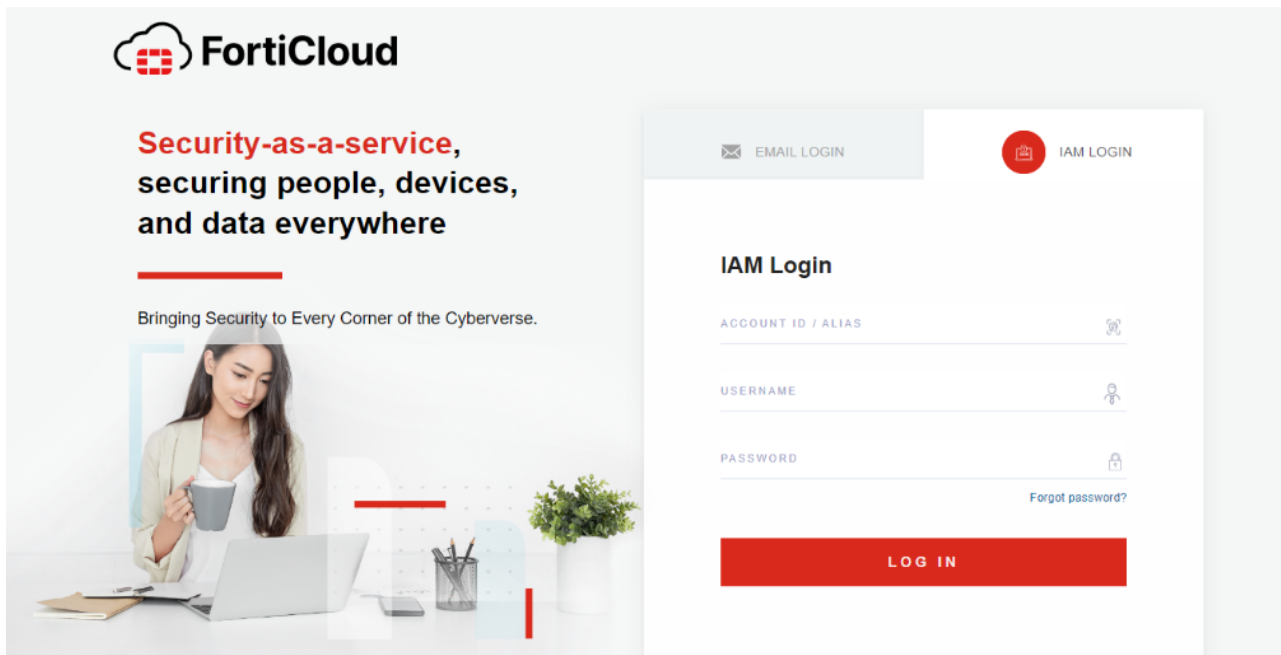 FortiCloud
Security-as-a-service,
securing people, devices,
and data everywhere
Bringing Security to Every Corner of the Cyberverse.
EMAIL LOGIN
IAM LOGIN
IAM Login
ACCOUNT ID / ALIAS
USERNAME
PASSWORD
Forgot password?
LOG IN